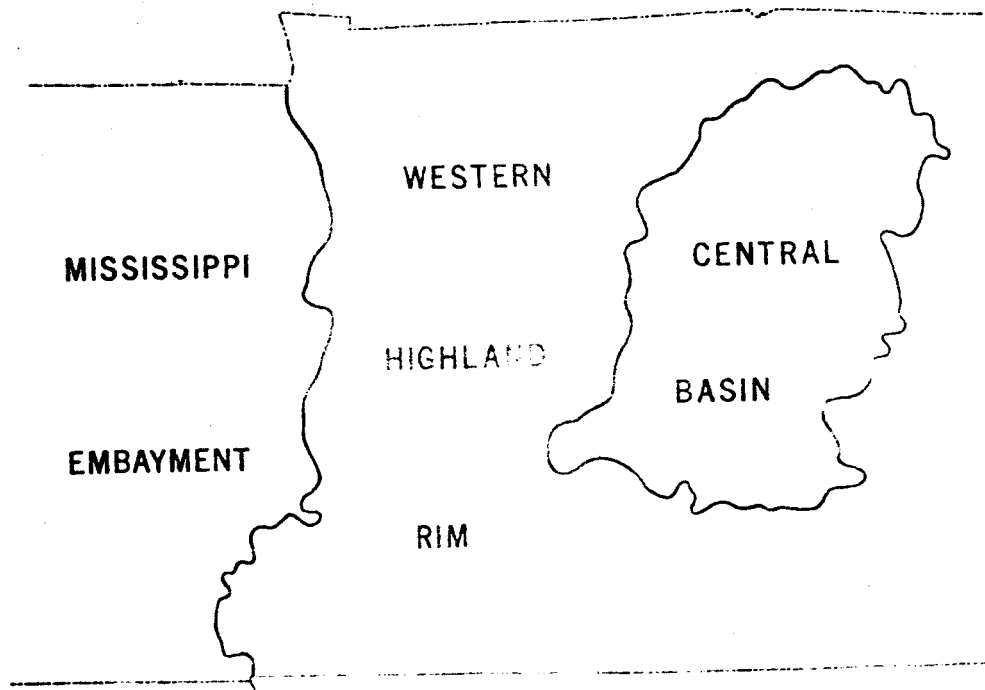 WESTERN
MISSISSIPPI
CENTRAL
HIGHLAND
BASIN
EMBAYMENT
RIM